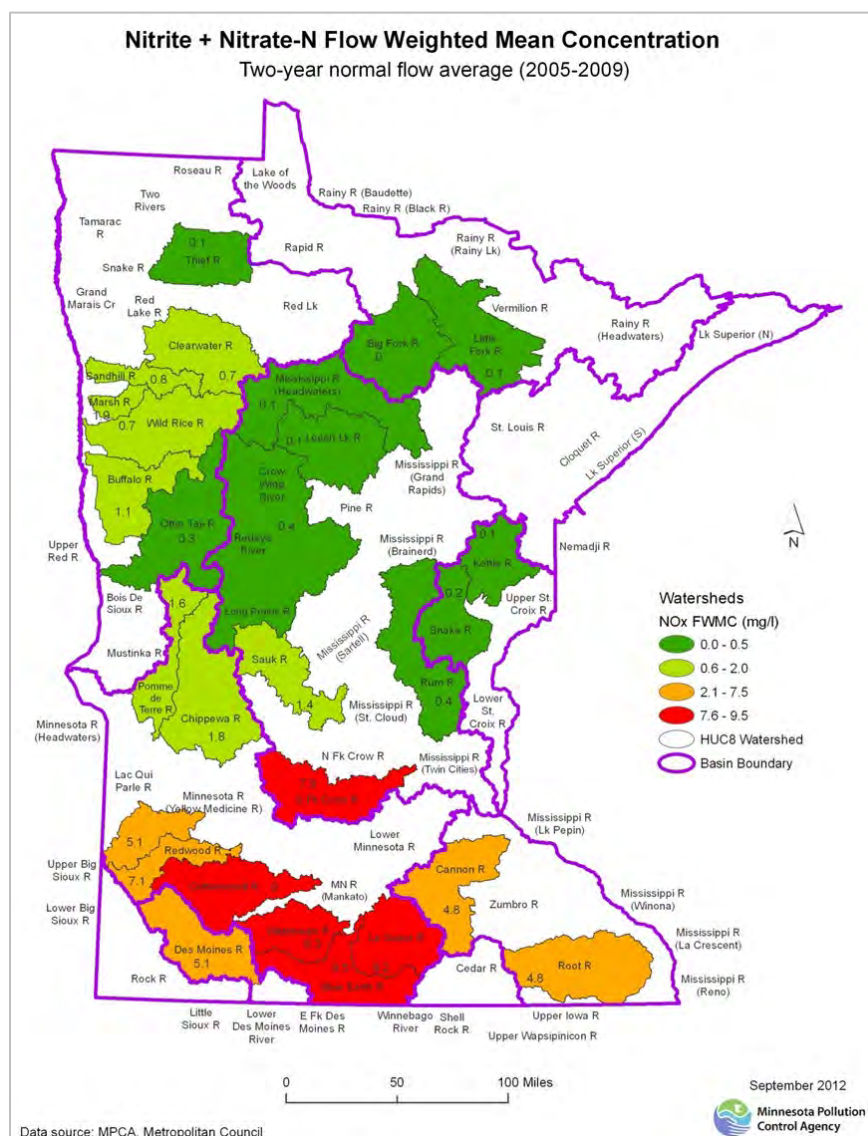 Nitrite + Nitrate-N Flow Weighted Mean Concentration
Two-year normal flow average (2005-2009)
Roseau R
Lake of
the Woods
Two
Rivers
Rainy R (Baudette)
Rainy R (Black R)
Tamarac
R
0.1
Thief R
Rapid R
Rainy R
(Rainy Lk)
Snake R
Grand
Marais Cr
Red
Lake R
Red Lk
Vermilion R
Rainy R
(Headwaters)
Lk Superior (N)
Clearwater R
0.7
Big Fork R
0
Little
Fork R
0.1
Sandhill R
0.8
Mississippi R
(Headwaters)
0.1
Marsh R
1.9
0.7
Wild Rice R
0.1
Leech Lk R
St. Louis R
Cloquet R
Lk Superior (S)
Mississippi R
(Grand
Rapids)
Buffalo R
1.1
Crow
Wing
River
0.4
Pine R
Otter Tail R
0.3
Redeye
River
Mississippi R
(Brainerd)
0.1
Kettle R
Nemadji R
N
Upper
Red R
Bois De
Sioux R
1.6
Long Prairie R
0.2
Snake R
Upper St.
Croix R
Mustinka R
Sauk R
1.4
Mississippi R
(Sartell)
Rum R
0.4
Pomme
de
Terre R
Chippewa R
1.8
Mississippi R
(St. Cloud)
Lower
St.
Croix R
Minnesota R
(Headwaters)
N Fk Crow R
Mississippi R
(Twin Cities)
Lac Qui
Parle R
Minnesota R
(Yellow Medicine R)
Lower
Minnesota R
Mississippi R
(Lk Pepin)
5.1
Redwood R
7.1
Upper Big
Sioux R
MN R
(Mankato)
Cannon R
4.8
Zumbro R
Mississippi R
(Winona)
Lower Big
Sioux R
Des Moines R
5.1
Mississippi R
(La Crescent)
Rock R
Cedar R
Root R
4.8
Mississippi R
(Reno)
Little
Sioux R
Lower
Des Moines
River
E Fk Des
Moines R
Winnebago
River
Shell
Rock R
Upper Iowa R
Upper Wapsipinicon R
Watersheds
NOx FWMC (mg/l)
0.0 - 0.5
0.6 - 2.0
2.1 - 7.5
7.6 - 9.5
HUC8 Watershed
Basin Boundary
0 50 100 Miles
September 2012
Minnesota Pollution
Control Agency
Data source: MPCA, Metropolitan Council